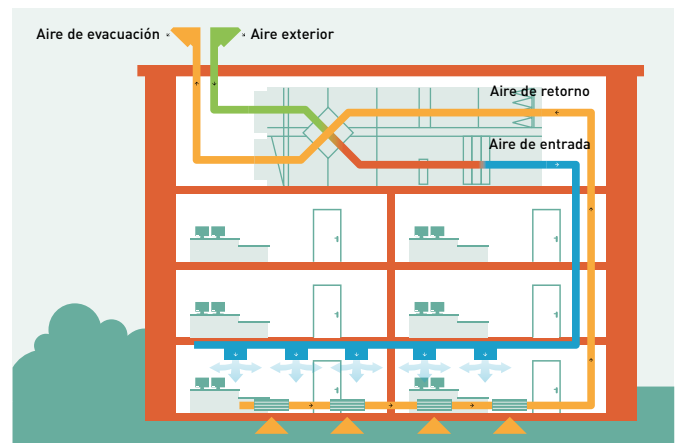 Aire de evacuación
Aire exterior
Aire de retorno
Aire de entrada